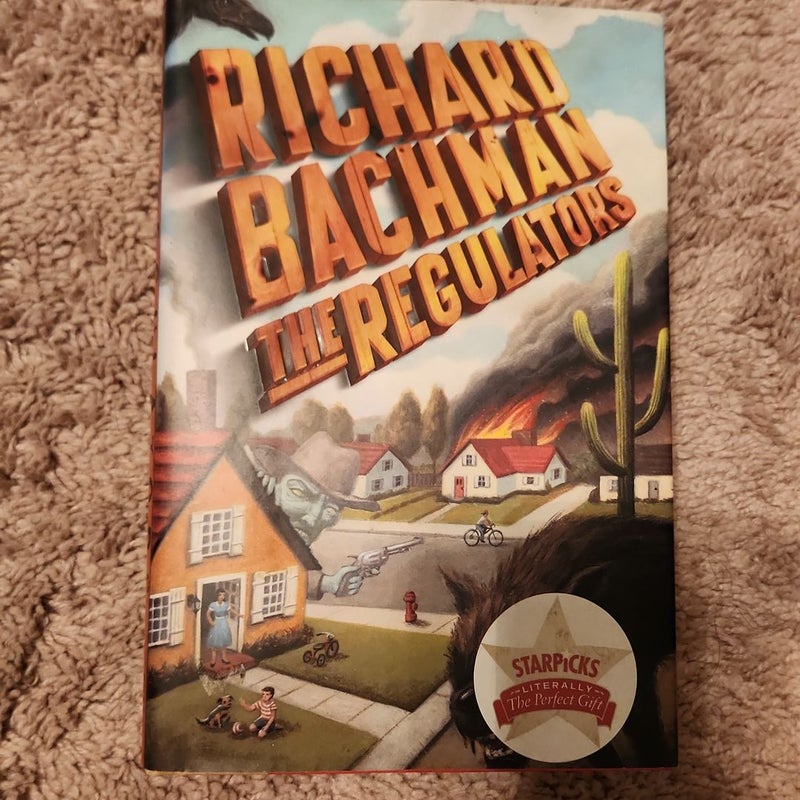 RICHARD
BACHMAN
THE REGULATORS
STARPiCKS
LITERALLY
The Perfect Gift